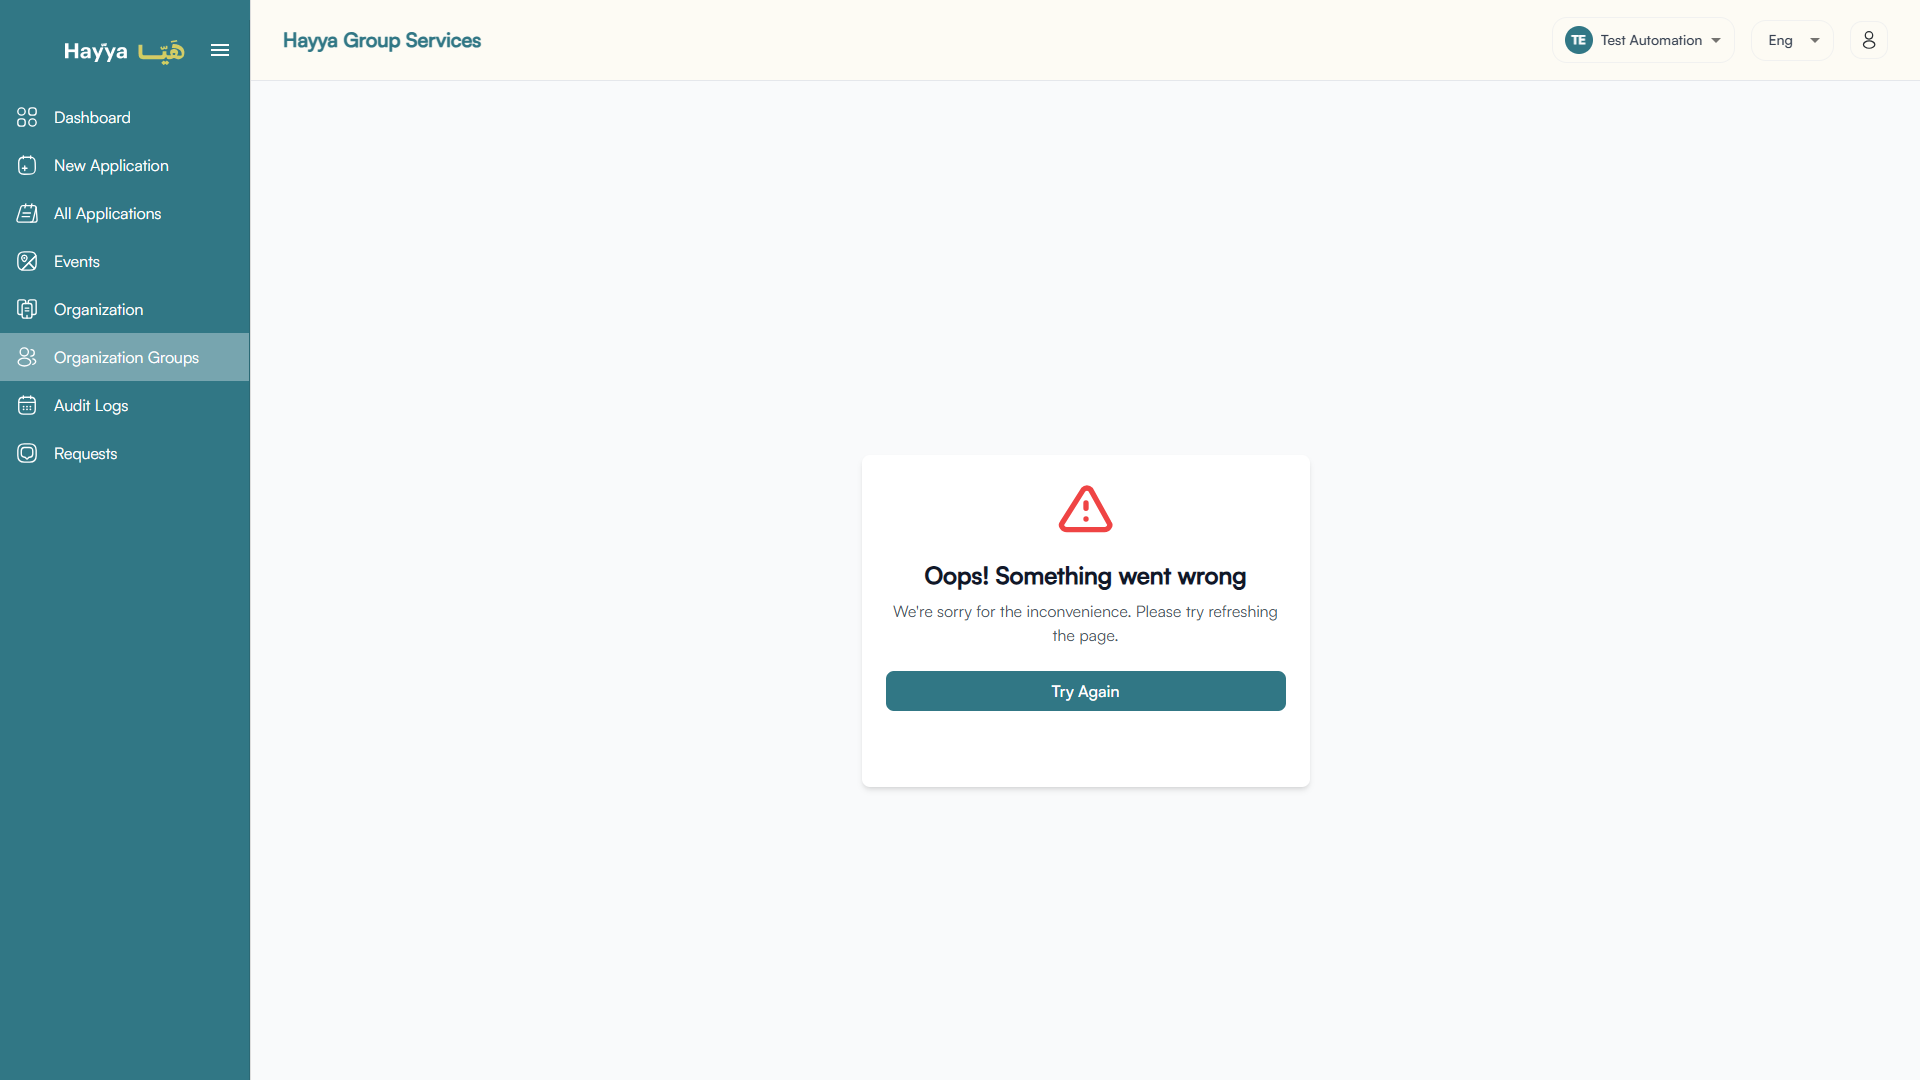 Hayya هَيّا
Dashboard
New Application
All Applications
Events
Organization
Organization Groups
Audit Logs
Requests
Hayya Group Services
TE Test Automation
Eng
Oops! Something went wrong
We're sorry for the inconvenience. Please try refreshing
the page.
Try Again